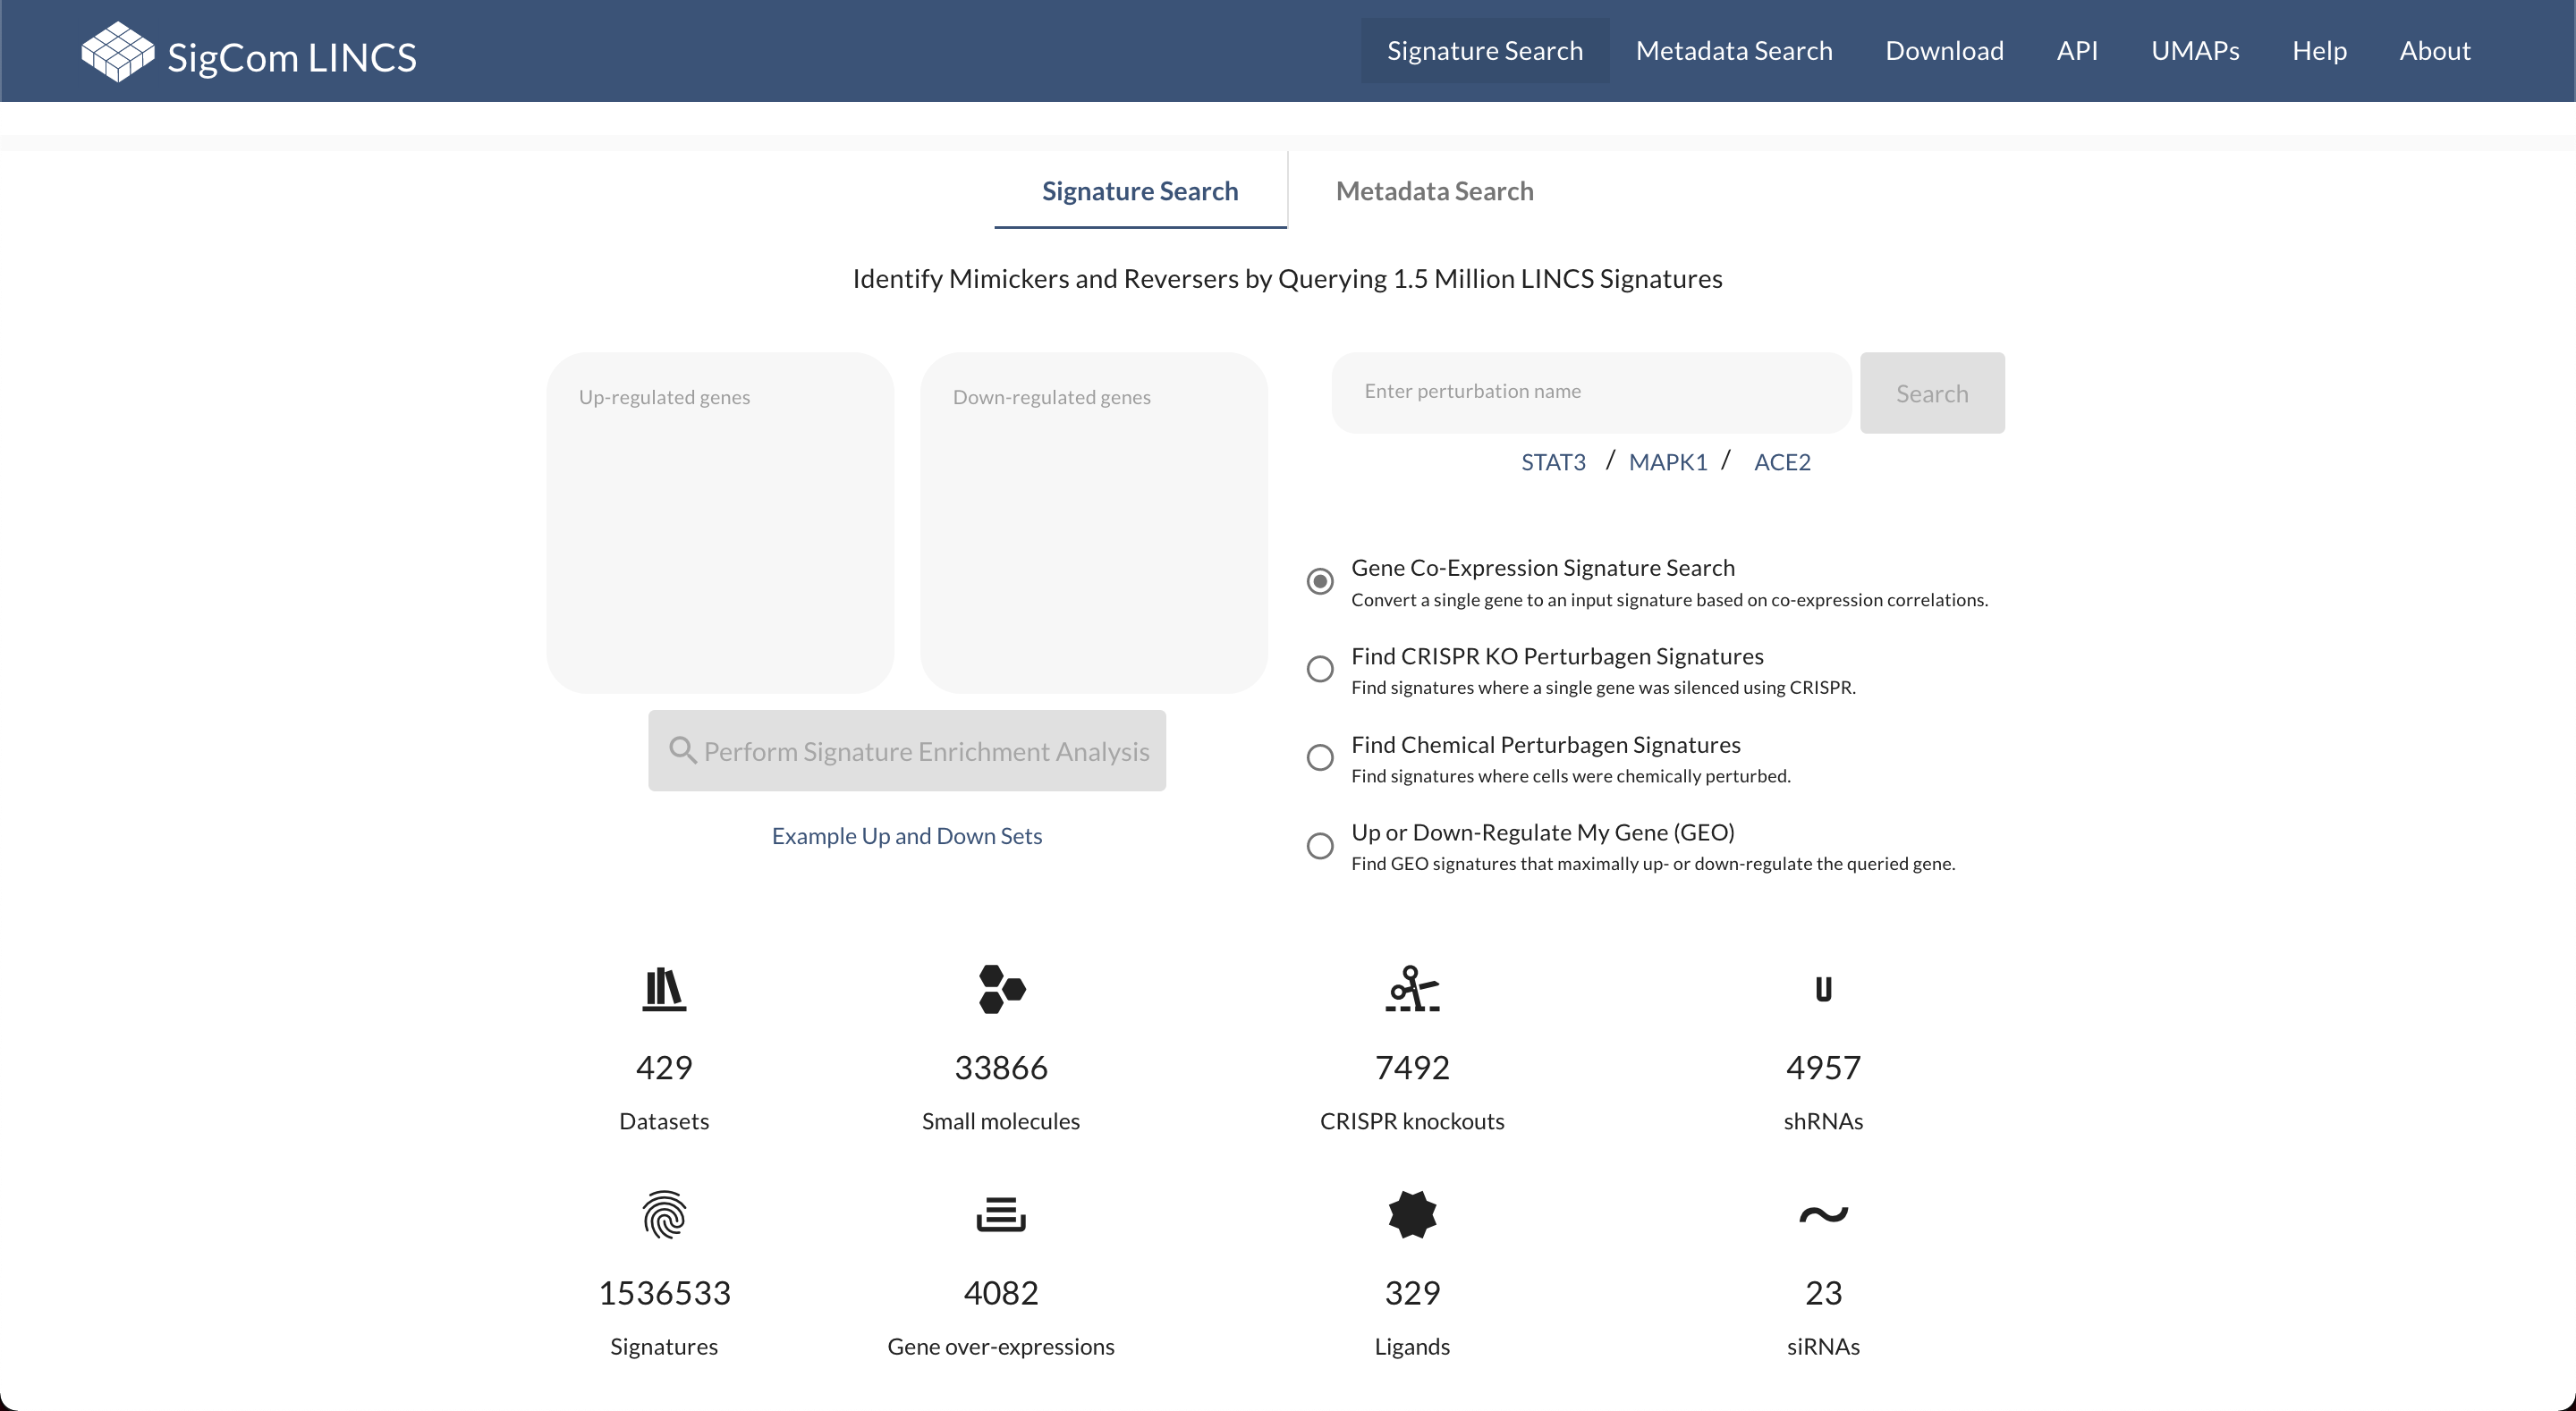 SigCom LINCS
Signature Search
Metadata Search
Download
API
UMAPs
Help
About
Signature Search
Metadata Search
Identify Mimickers and Reversers by Querying 1.5 Million LINCS Signatures
Up-regulated genes
Down-regulated genes
Perform Signature Enrichment Analysis
Example Up and Down Sets
Enter perturbation name
Search
STAT3 / MAPK1 / ACE2
Gene Co-Expression Signature Search
Convert a single gene to an input signature based on co-expression correlations.
Find CRISPR KO Perturbagen Signatures
Find signatures where a single gene was silenced using CRISPR.
Find Chemical Perturbagen Signatures
Find signatures where cells were chemically perturbed.
Up or Down-Regulate My Gene (GEO)
Find GEO signatures that maximally up- or down-regulate the queried gene.
429
Datasets
33866
Small molecules
7492
CRISPR knockouts
4957
shRNAs
1536533
Signatures
4082
Gene over-expressions
329
Ligands
23
siRNAs